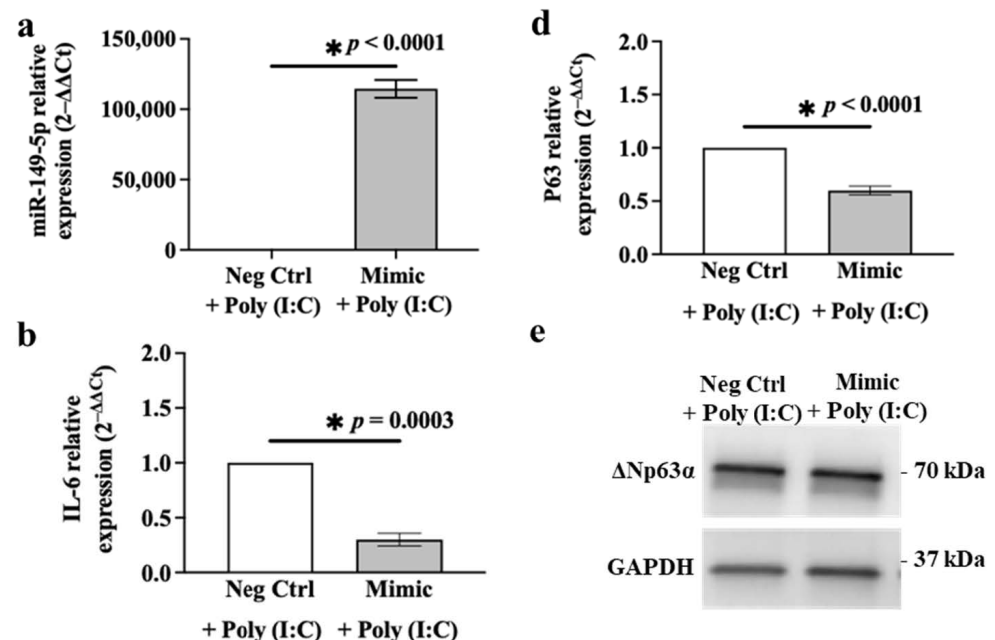 a
miR-149-5p relative
expression (2−ΔΔCt)
150,000
100,000
50,000
0
* p < 0.0001
Neg Ctrl
Mimic
+ Poly (I:C)
+ Poly (I:C)
b
IL-6 relative
expression (2−ΔΔCt)
2.0
1.5
1.0
0.5
0.0
* p = 0.0003
Neg Ctrl
Mimic
+ Poly (I:C)
+ Poly (I:C)
d
P63 relative
expression (2−ΔΔCt)
2.0
1.5
1.0
0.5
0.0
* p < 0.0001
Neg Ctrl
Mimic
+ Poly (I:C)
+ Poly (I:C)
e
Neg Ctrl
Mimic
+ Poly (I:C)
+ Poly (I:C)
ΔNp63α
- 70 kDa
GAPDH
- 37 kDa